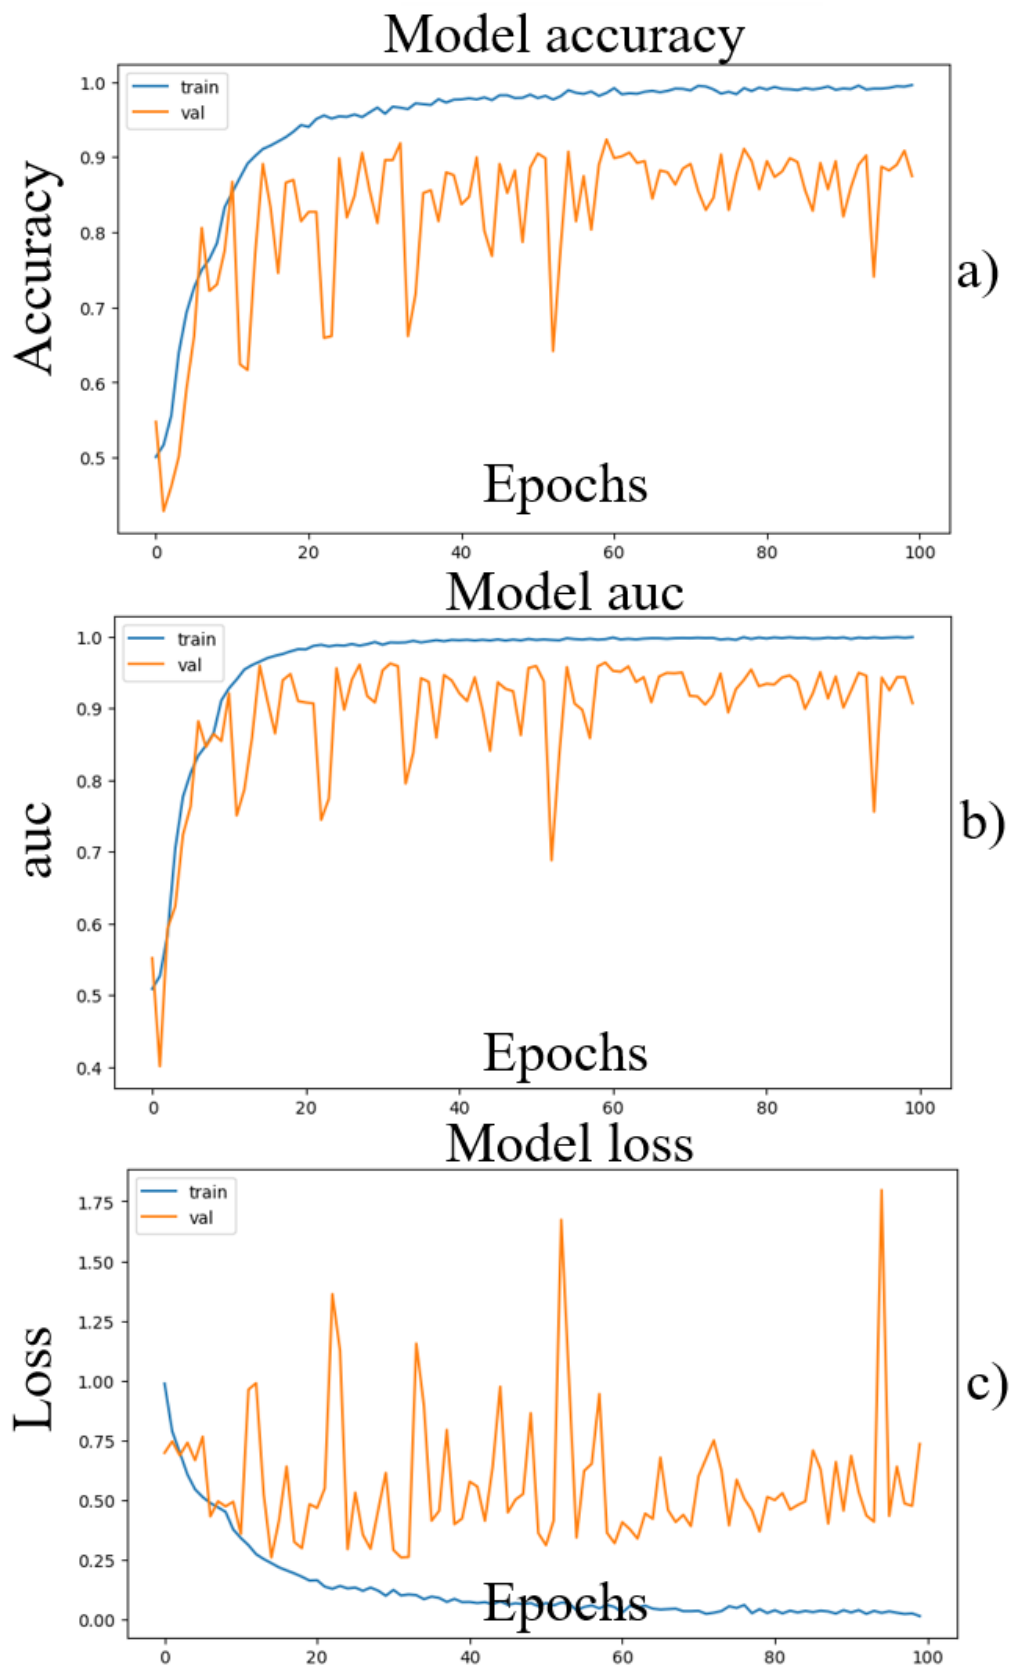 Model accuracy
train
val
1.0
0.9
0.8
0.7
0.6
0.5
Accuracy
a)
Epochs
0 20 40 60 80 100
Model auc
train
val
1.0
0.9
0.8
0.7
0.6
0.5
0.4
auc
b)
Epochs
0 20 40 60 80 100
Model loss
train
val
1.75
1.50
1.25
1.00
0.75
0.50
0.25
0.00
Loss
c)
Epochs
0 20 40 60 80 100